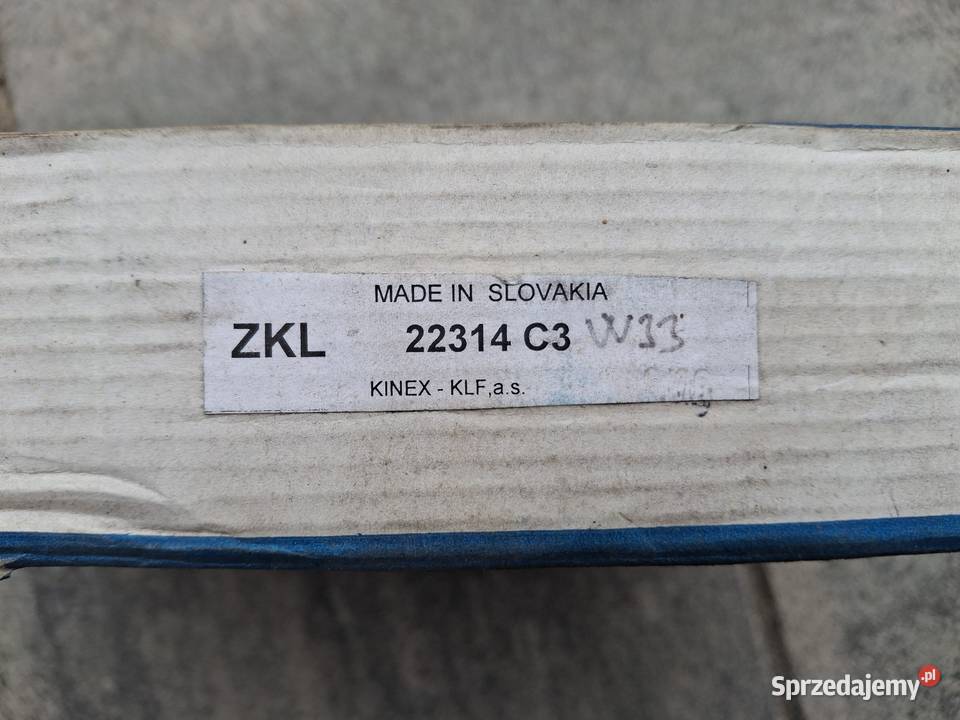 MADE IN SLOVAKIA
ZKL 22314 C3 W33
KINEX - KLF,a.s.
Sprzedajemy.pl